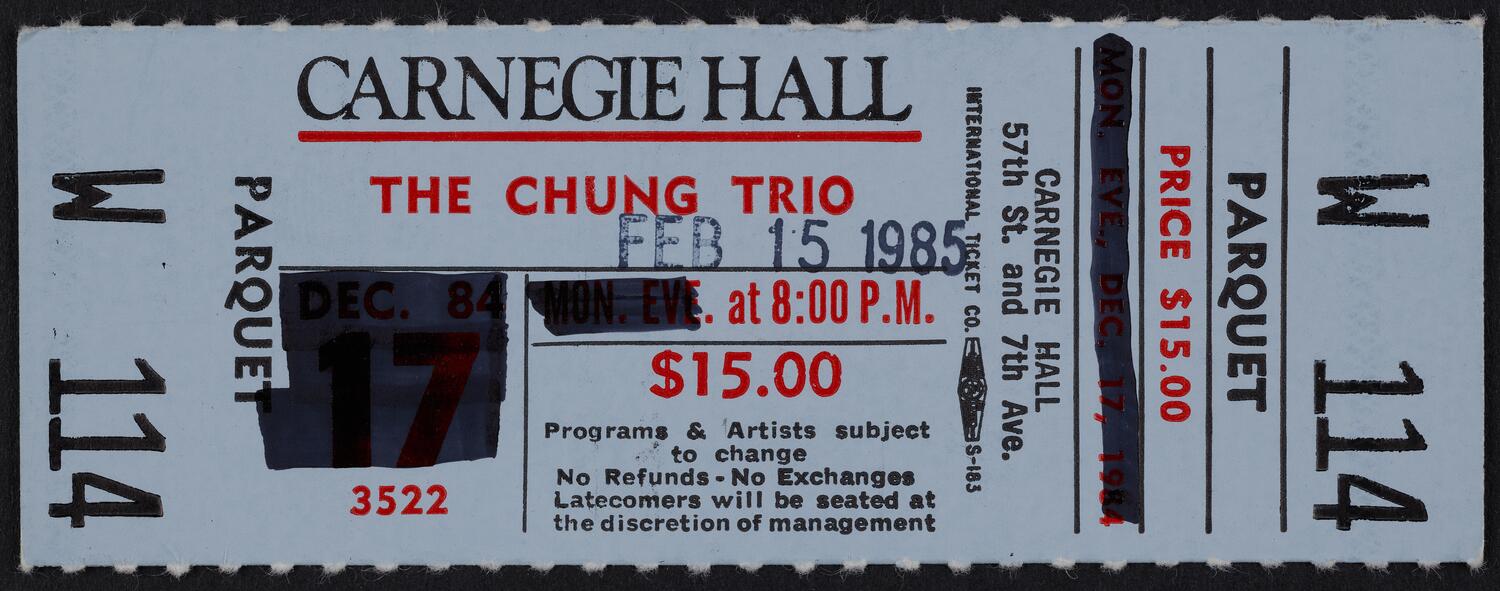 W 114
PARQUET
CARNEGIE HALL
THE CHUNG TRIO
FEB 15 1985
DEC. 84
17
3522
MON. EVE. at 8:00 P.M.
$15.00
Programs & Artists subject
to change
No Refunds - No Exchanges
Latecomers will be seated at
the discretion of management
INTERNATIONAL TICKET CO. S-183
CARNEGIE HALL
57th St. and 7th Ave.
MON. EVE., DEC. 17, 1984
PRICE $15.00
PARQUET
W 114